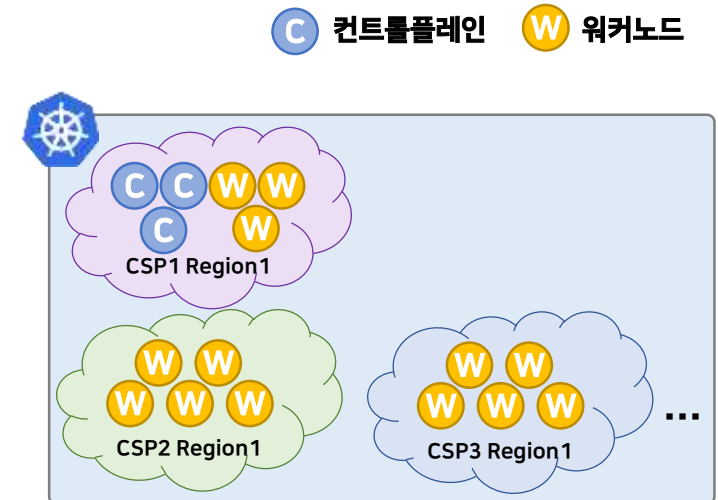 C 컨트롤플레인 W 워커노드
C C W W
C W
CSP1 Region1
W W
W W W
CSP2 Region1
W W
W W W
CSP3 Region1
...